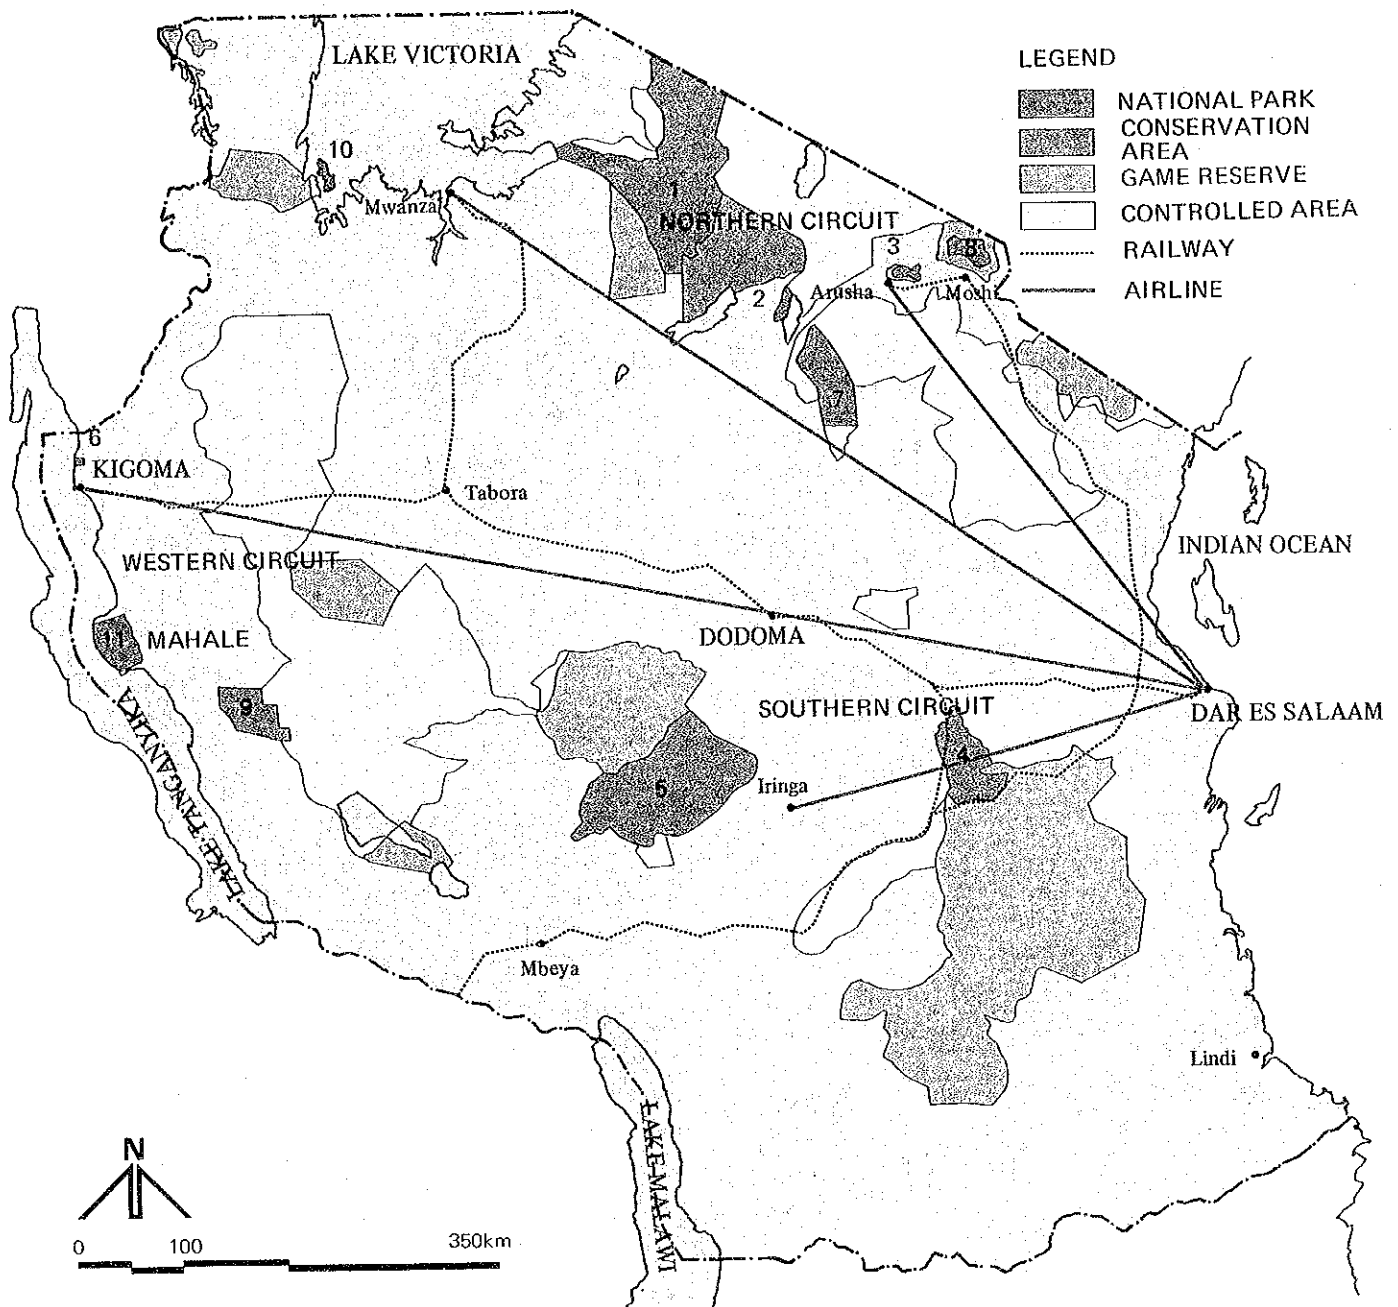 LAKE VICTORIA
LEGEND
NATIONAL PARK
CONSERVATION
AREA
GAME RESERVE
CONTROLLED AREA
RAILWAY
AIRLINE
10
Mwanza
1
NORTHERN CIRCUIT
3
8
2
Arusha
Moshi
7
6
KIGOMA
Tabora
INDIAN OCEAN
WESTERN CIRCUIT
DODOMA
11 MAHALE
9
SOUTHERN CIRCUIT
DAR ES SALAAM
4
5
Iringa
LAKE TANGANYIKA
Mbeya
Lindi
LAKE MALAWI
N
0 100 350km